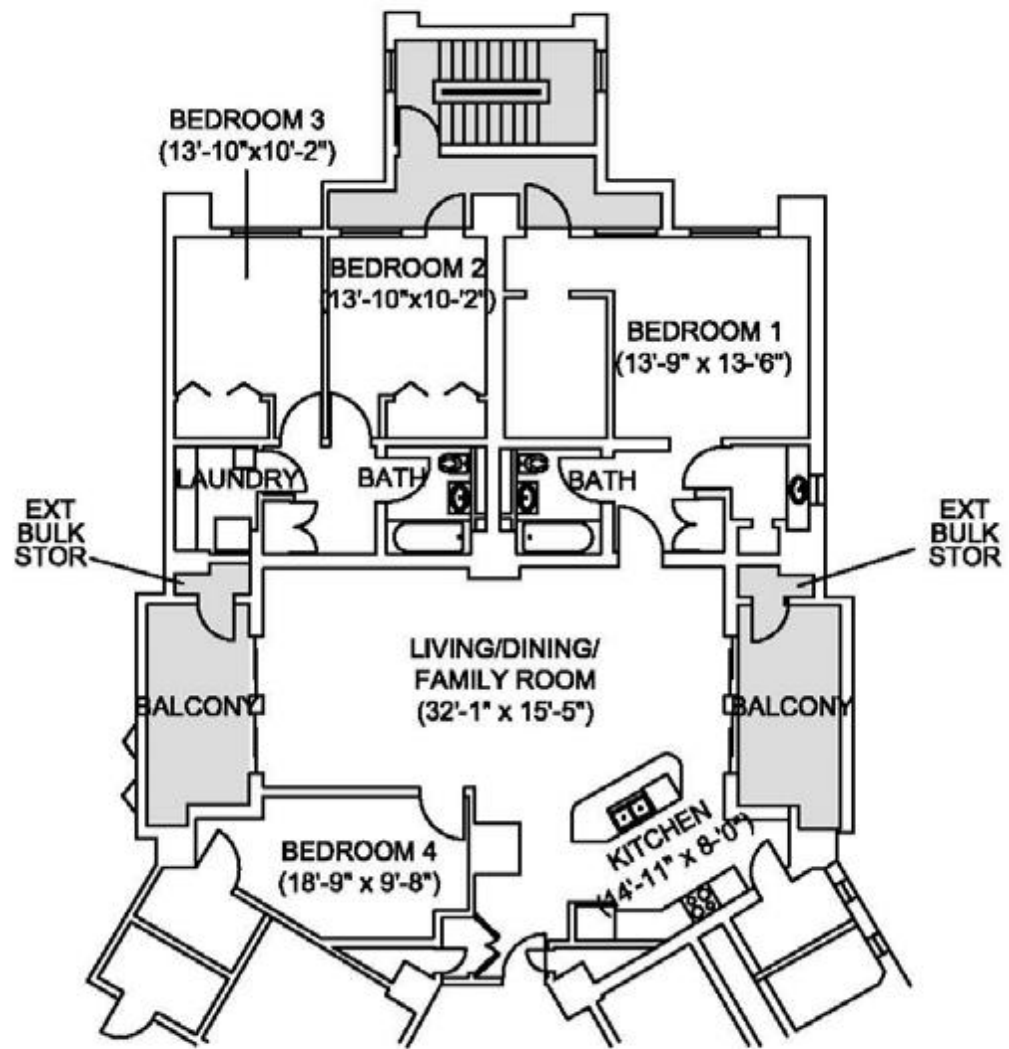 BEDROOM 3
(13'-10"x10'-2")
BEDROOM 2
(13'-10"x10-'2")
BEDROOM 1
(13'-9" x 13-'6")
LAUNDRY
BATH
BATH
EXT
BULK
STOR
EXT
BULK
STOR
LIVING/DINING/
FAMILY ROOM
(32'-1" x 15'-5")
BALCONY
BALCONY
BEDROOM 4
(18'-9" x 9'-8")
KITCHEN
(14'-11" x 8-'0")